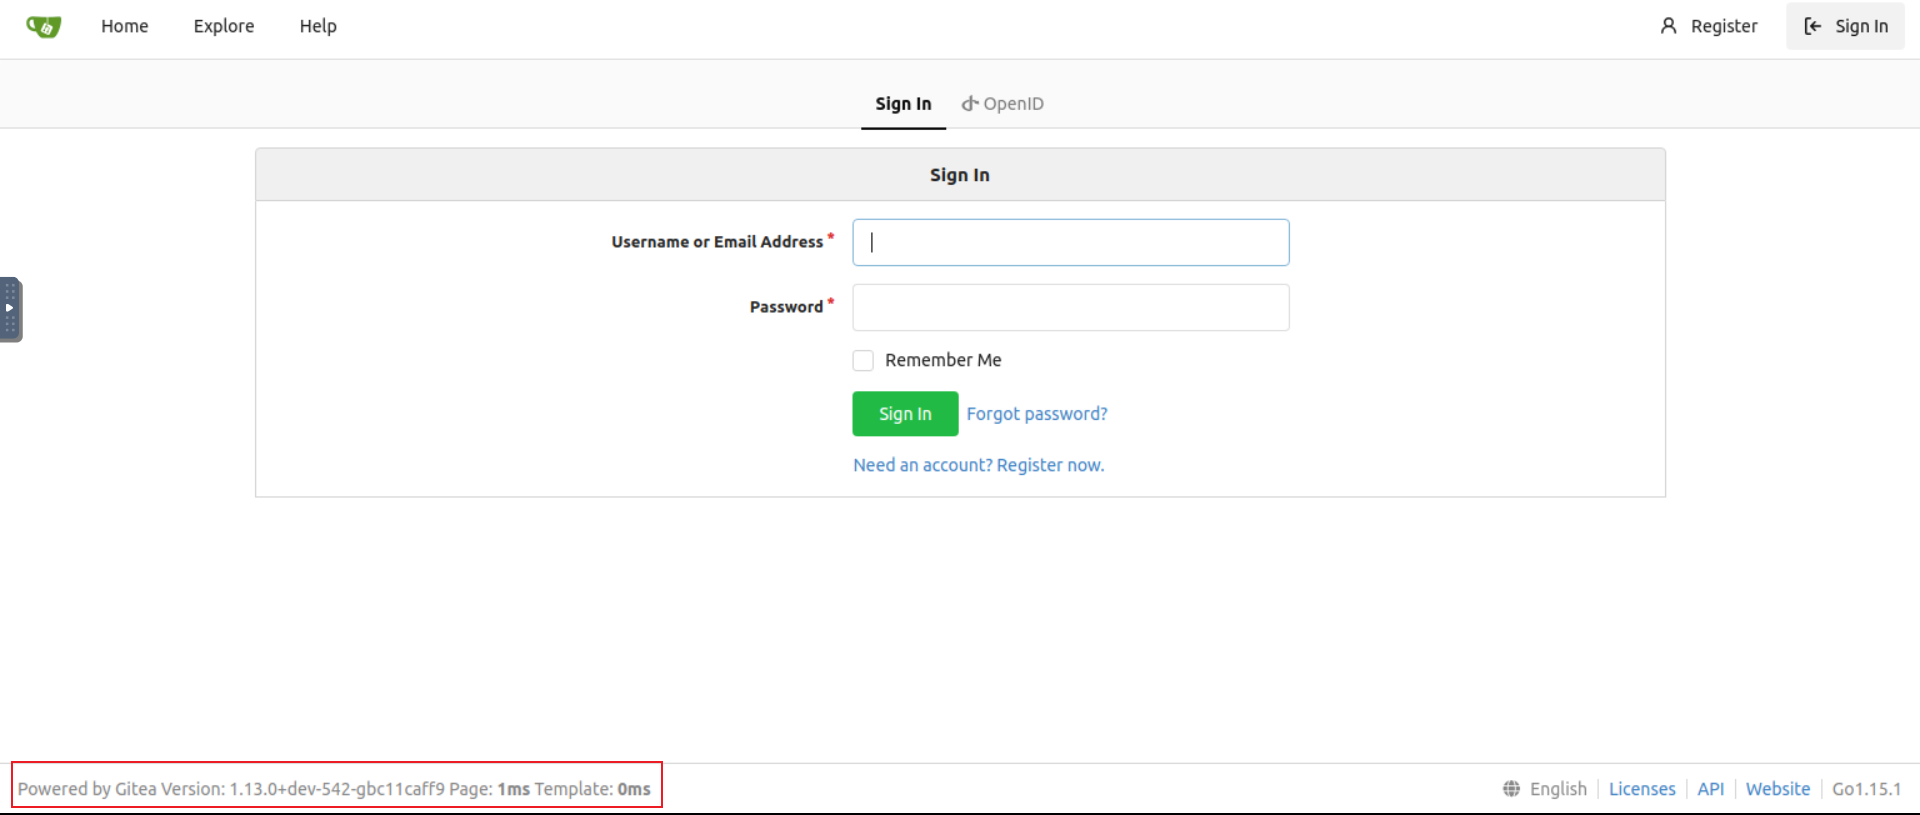 Home Explore Help Register Sign In
Sign In OpenID
Sign In
Username or Email Address *
Password *
Remember Me
Sign In Forgot password?
Need an account? Register now.
Powered by Gitea Version: 1.13.0+dev-542-gbc11caff9 Page: 1ms Template: 0ms English Licenses API Website Go1.15.1